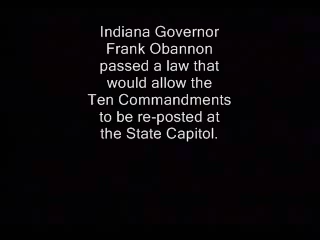 Indiana Governor
Frank Obannon
passed a law that
would allow the
Ten Commandments
to be re-posted at
the State Capitol.